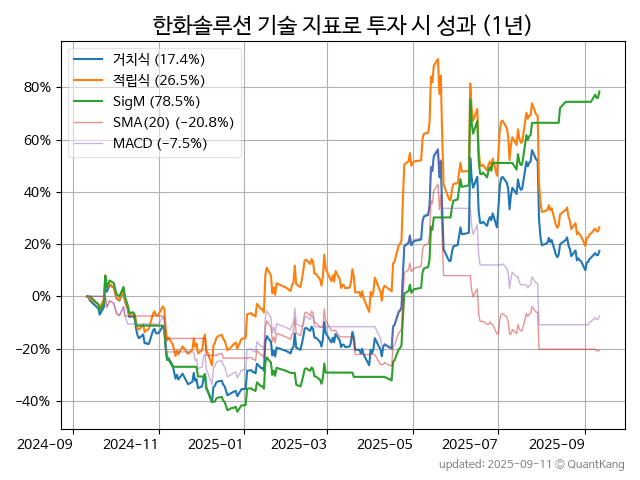 한화솔루션 기술 지표로 투자 시 성과 (1년)
거치식 (17.4%)
적립식 (26.5%)
SigM (78.5%)
SMA(20) (−20.8%)
MACD (−7.5%)
80%
60%
40%
20%
0%
−20%
−40%
2024-09
2024-11
2025-01
2025-03
2025-05
2025-07
2025-09
updated: 2025-09-11 © QuantKang